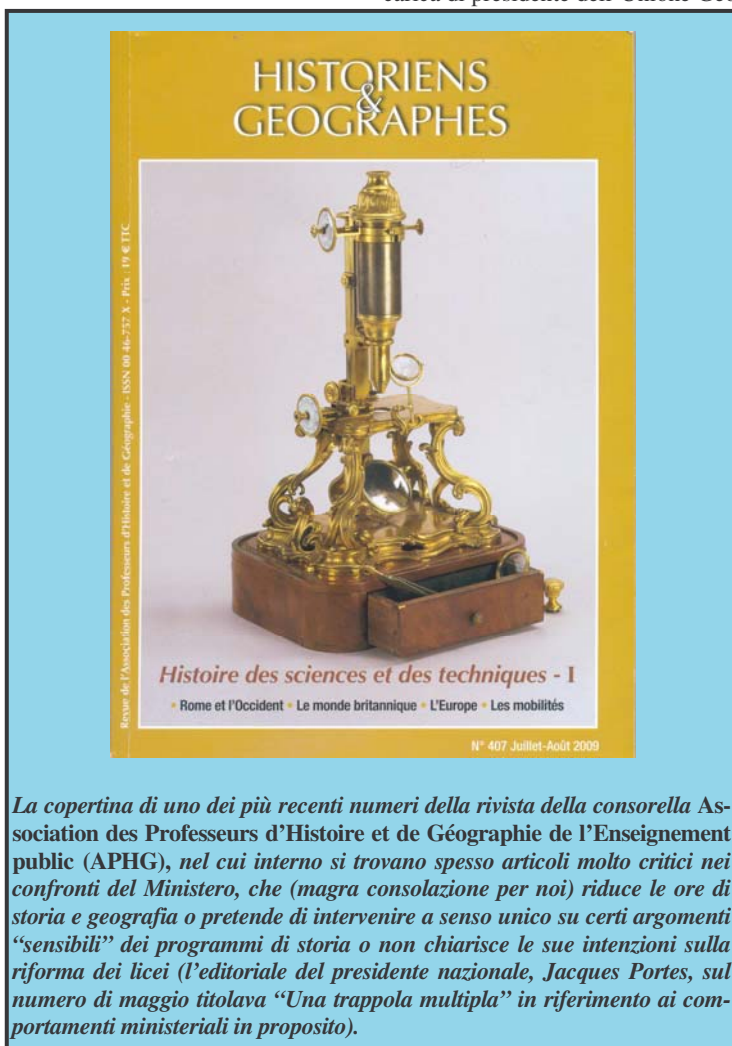 carica di presidente dell'Unione Geo
HISTORIENS
&
GEOGRAPHES
Revue de l'Association des Professeurs d'Histoire et de Géographie - ISSN 00 46-757 X - Prix : 19 € TTC
Histoire des sciences et des techniques - I
• Rome et l'Occident • Le monde britannique • L'Europe • Les mobilités
N° 407 Juillet-Août 2009
La copertina di uno dei più recenti numeri della rivista della consorella As-
sociation des Professeurs d'Histoire et de Géographie de l'Enseignement
public (APHG), nel cui interno si trovano spesso articoli molto critici nei
confronti del Ministero, che (magra consolazione per noi) riduce le ore di
storia e geografia o pretende di intervenire a senso unico su certi argomenti
“sensibili” dei programmi di storia o non chiarisce le sue intenzioni sulla
riforma dei licei (l'editoriale del presidente nazionale, Jacques Portes, sul
numero di maggio titolava “Una trappola multipla” in riferimento ai com-
portamenti ministeriali in proposito).